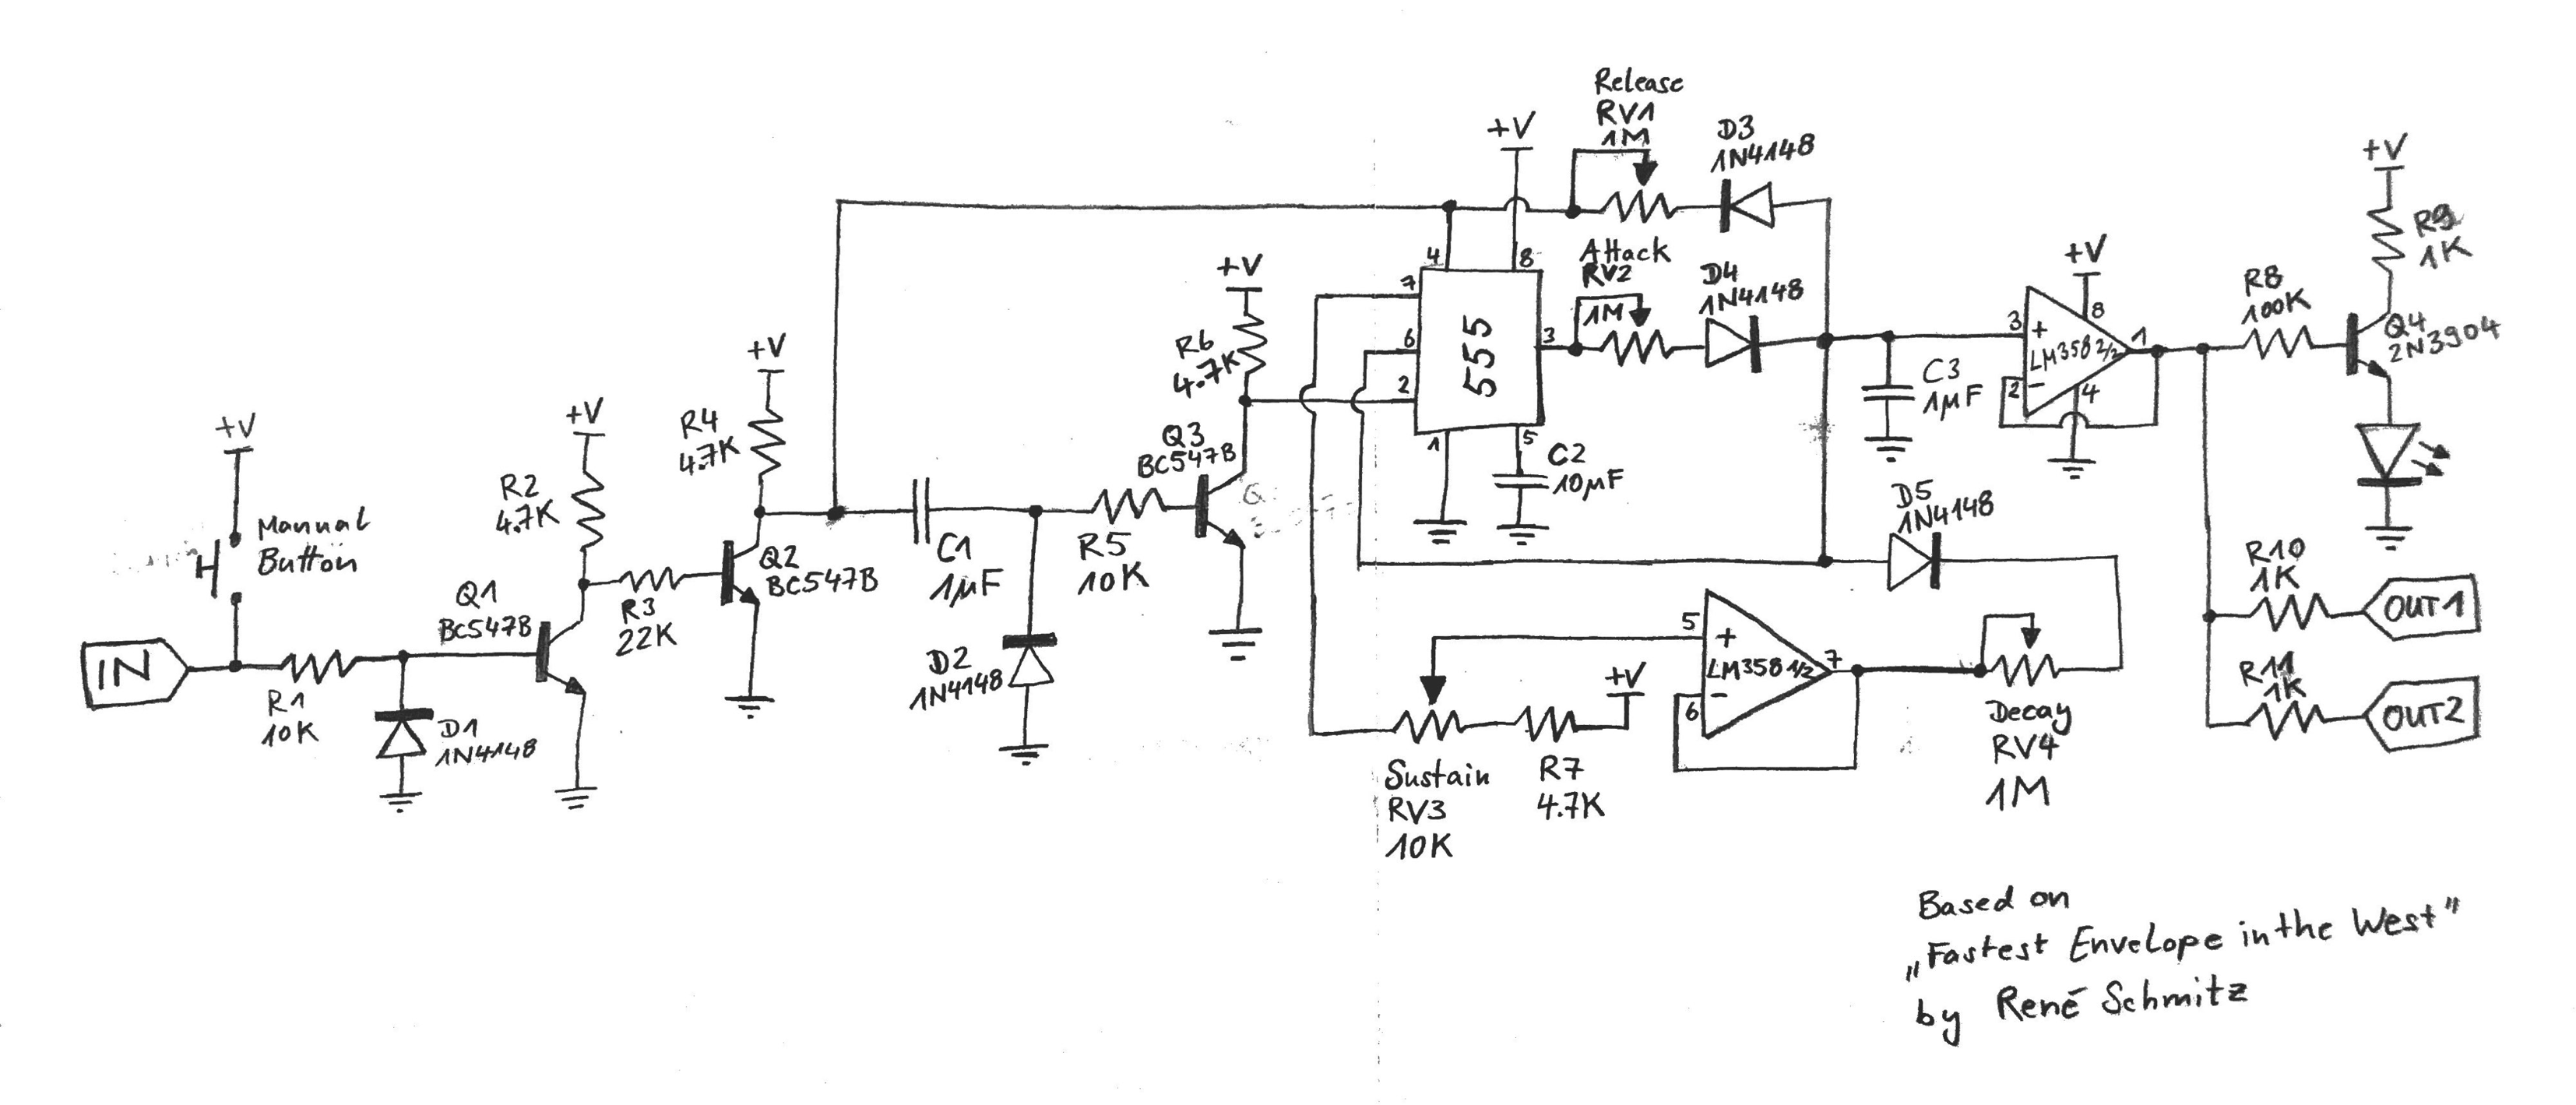 Release
RV1
1M
D3
1N4148
+V
+V
4
8
Attack
RV2
1M
D4
1N4148
+V
R9
1K
7
6
2
3
1
5
555
+V
R6
4.7K
+V
8
3
+
LM358 2/2
1
2
-
4
R8
100K
Q4
2N3904
+V
R4
4.7K
Q3
BC547B
C2
10µF
C3
1µF
+V
+V
R2
4.7K
Manual
Button
Q2
BC547B
C1
1µF
R5
10K
D5
1N4148
R10
1K
OUT1
Q1
BC547B
R3
22K
IN
R1
10K
D1
1N4148
D2
1N4148
5
+
LM358 1/2
7
-
6
+V
R11
1K
OUT2
Sustain
RV3
10K
R7
4.7K
Decay
RV4
1M
Based on
„Fastest Envelope in the West"
by René Schmitz